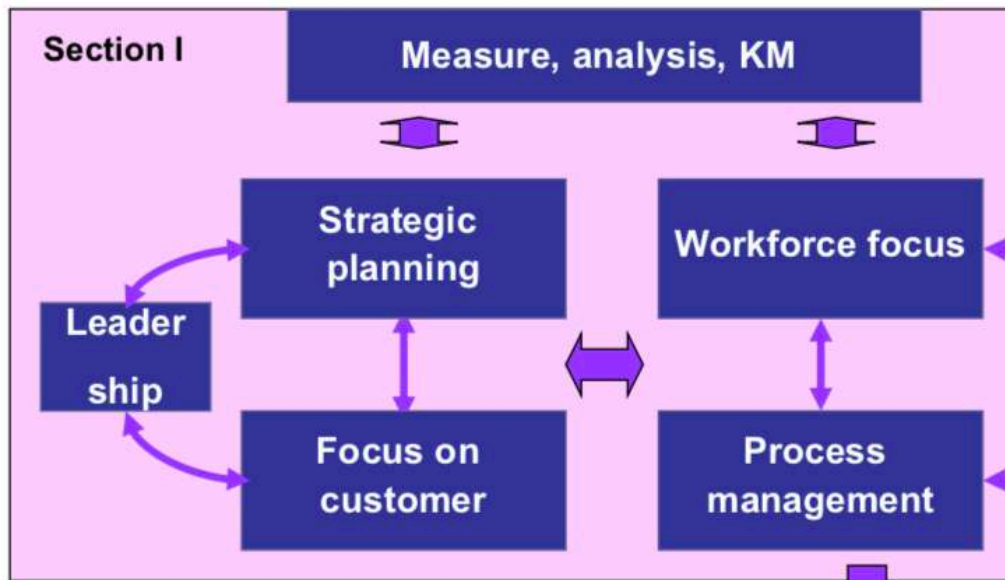 Section I
Measure, analysis, KM
Strategic
planning
Workforce focus
Leader
ship
Focus on
customer
Process
management